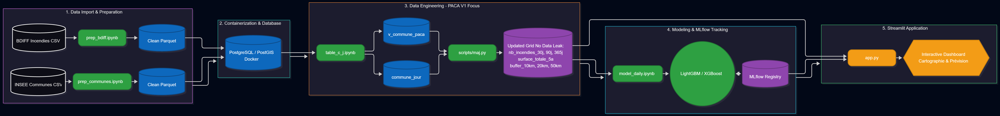 1. Data Import & Preparation
BDIFF Incendies CSV
prep_bdiff.ipynb
Clean Parquet
INSEE Communes CSV
prep_communes.ipynb
Clean Parquet
2. Containerization & Database
PostgreSQL / PostGIS
Docker
3. Data Engineering - PACA V1 Focus
table_c_j.ipynb
v_commune_paca
commune_jour
scripts/maj.py
Updated Grid No Data Leak:
nb_incendies_30j, 90j, 365j
surface_totale_5a
buffer_10km, 20km, 50km
4. Modeling & MLflow Tracking
model_daily.ipynb
LightGBM / XGBoost
MLflow Registry
5. Streamlit Application
app.py
Interactive Dashboard
Cartographie & Prévision